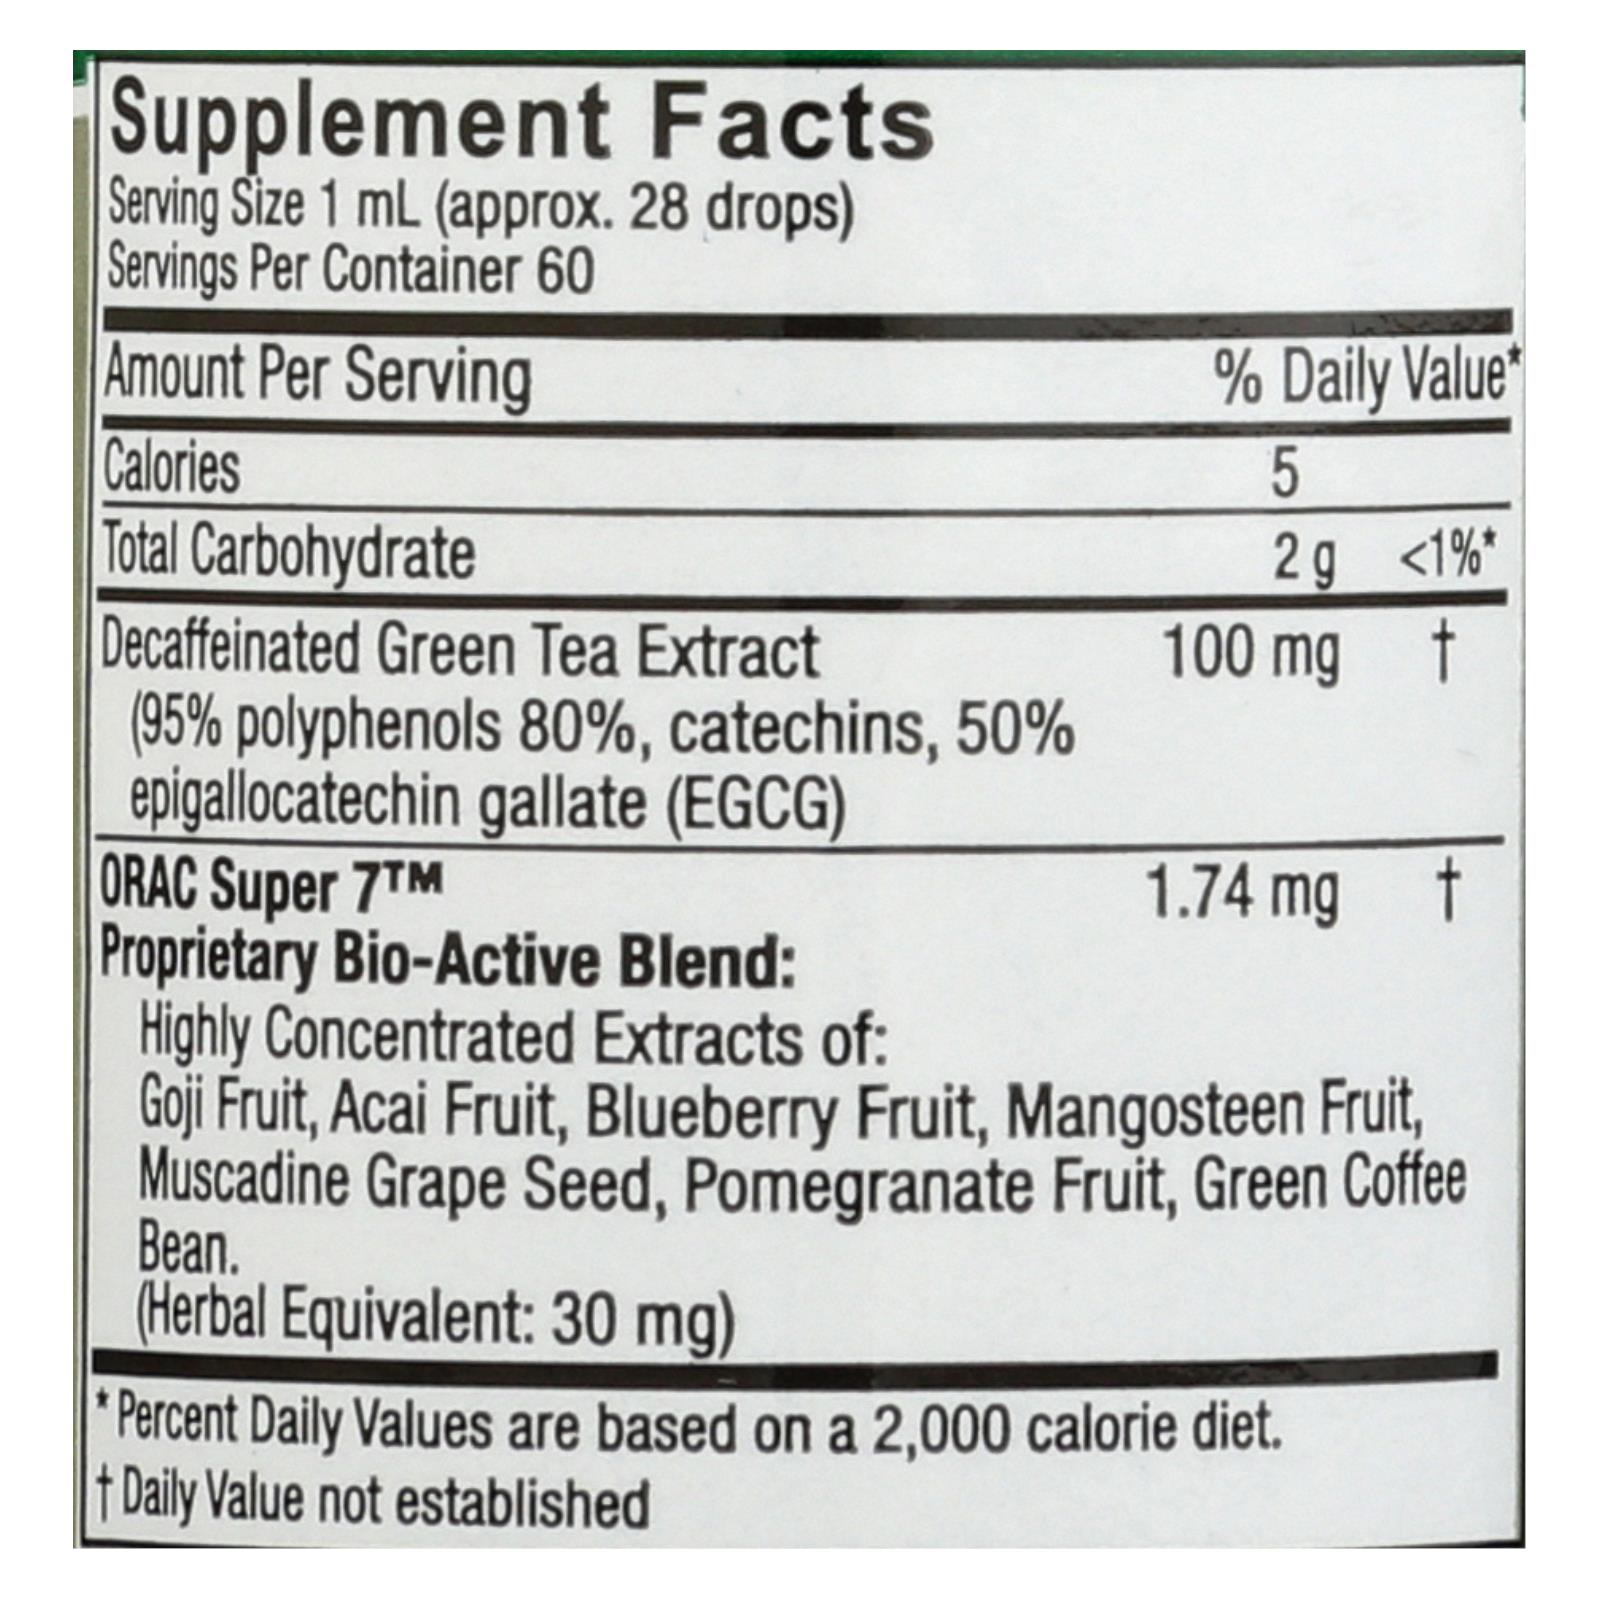 Supplement Facts
Serving Size 1 mL (approx. 28 drops)
Servings Per Container 60
Amount Per Serving % Daily Value*
Calories 5
Total Carbohydrate 2 g <1%*
Decaffeinated Green Tea Extract 100 mg †
(95% polyphenols 80%, catechins, 50%
epigallocatechin gallate (EGCG)
ORAC Super 7™ 1.74 mg †
Proprietary Bio-Active Blend:
Highly Concentrated Extracts of:
Goji Fruit, Acai Fruit, Blueberry Fruit, Mangosteen Fruit,
Muscadine Grape Seed, Pomegranate Fruit, Green Coffee
Bean.
(Herbal Equivalent: 30 mg)
* Percent Daily Values are based on a 2,000 calorie diet.
† Daily Value not established